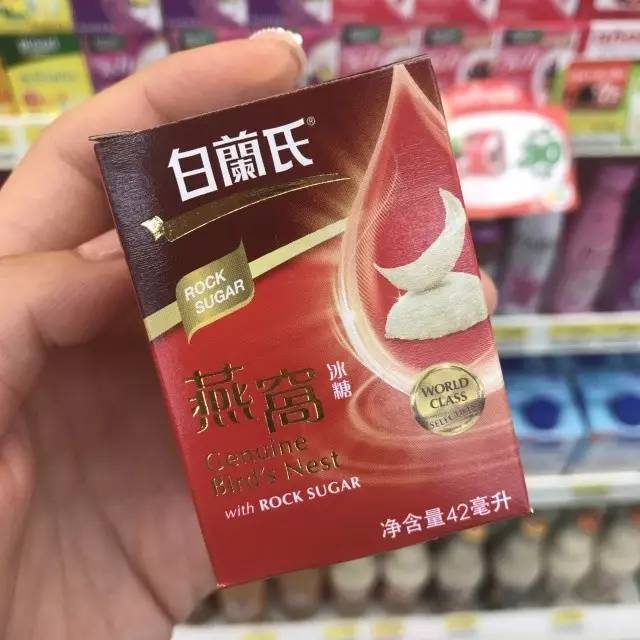 白蘭氏®
ROCK
SUGAR
燕窩
冰糖
Genuine
Bird's Nest
with ROCK SUGAR
WORLD
CLASS
SELECTION
净含量42毫升